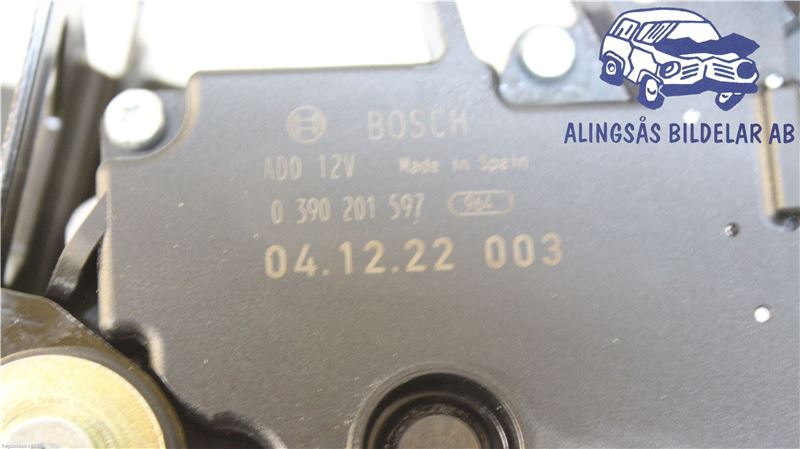 BOSCH
ADO 12V Made in Spain
0 390 201 597 964
04.12.22 003
ALINGSÅS BILDELAR AB